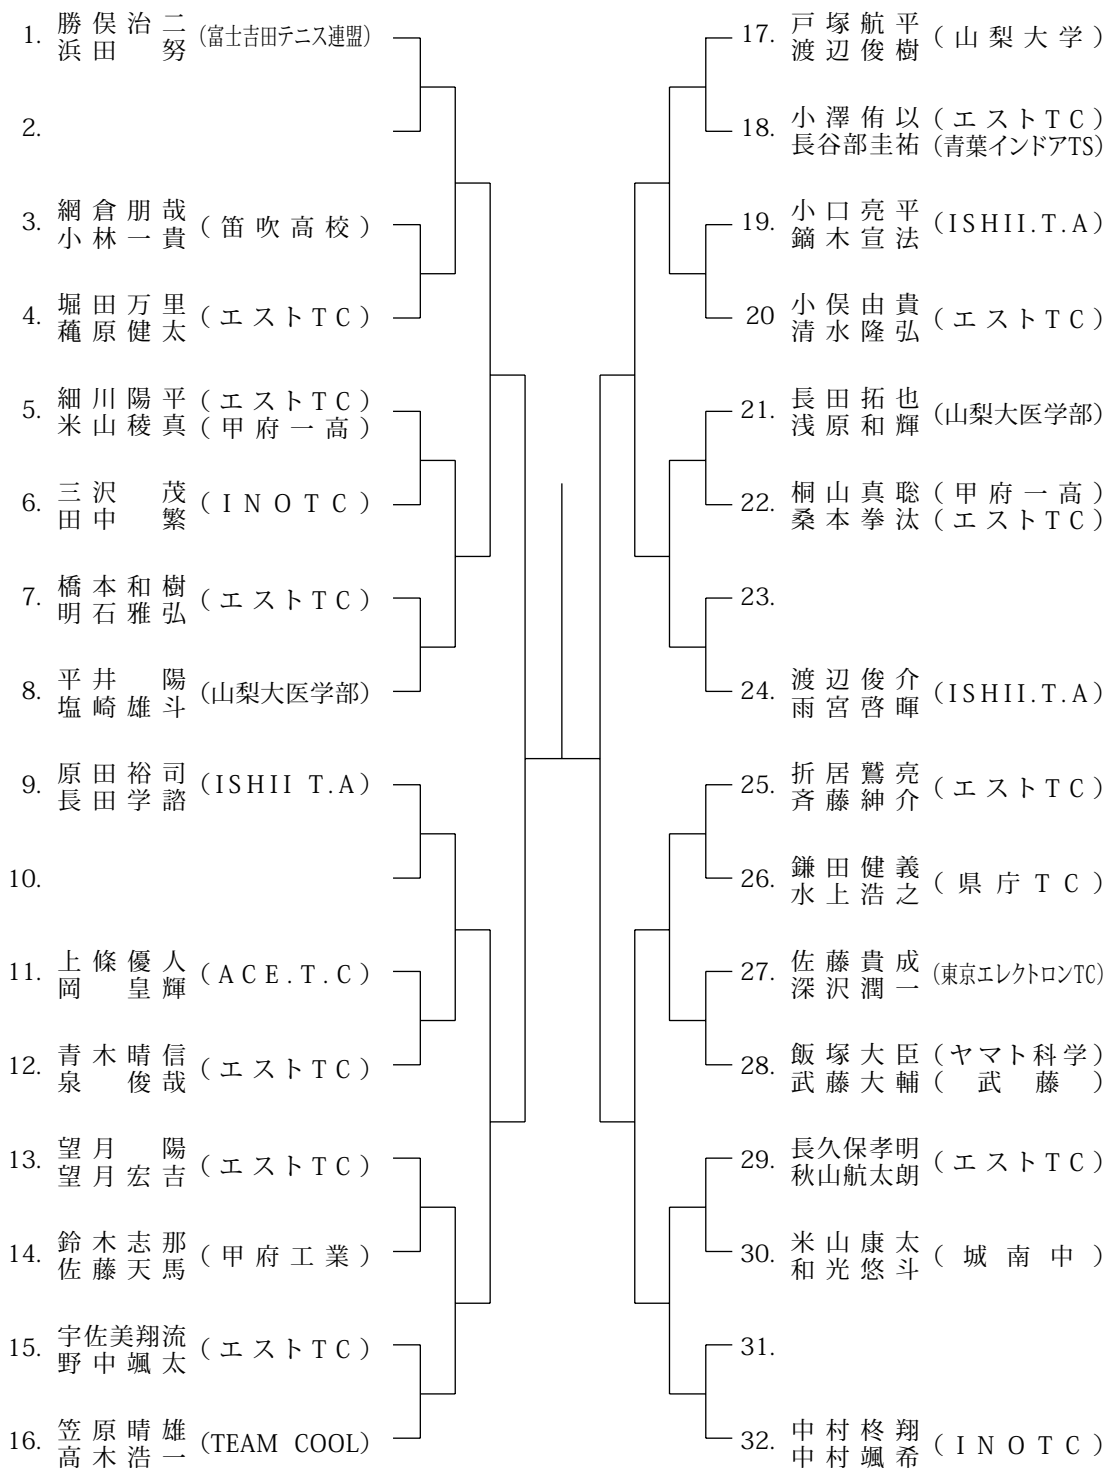 1. 勝俣治二 (富士吉田テニス連盟)
浜田 努
2.
3. 網倉朋哉 (笛吹高校)
小林一貴
4. 堀田万里 (エストTC)
蘒原健太
5. 細川陽平 (エストTC)
米山稜真 (甲府一高)
6. 三沢 茂 (INOTC)
田中 繁
7. 橋本和樹 (エストTC)
明石雅弘
8. 平井 陽 (山梨大医学部)
塩崎雄斗
9. 原田裕司 (ISHII T.A)
長田学諮
10.
11. 上條優人 (ACE.T.C)
岡 皇輝
12. 青木晴信 (エストTC)
泉 俊哉
13. 望月 陽 (エストTC)
望月宏吉
14. 鈴木志那 (甲府工業)
佐藤天馬
15. 宇佐美翔流 (エストTC)
野中颯太
16. 笠原晴雄 (TEAM COOL)
高木浩一
17. 戸塚航平 (山梨大学)
渡辺俊樹
18. 小澤侑以 (エストTC)
長谷部圭祐 (青葉インドアTS)
19. 小口亮平 (ISHII.T.A)
鏑木宣法
20 小俣由貴 (エストTC)
清水隆弘
21. 長田拓也 (山梨大医学部)
浅原和輝
22. 桐山真聡 (甲府一高)
桑本拳汰 (エストTC)
23.
24. 渡辺俊介 (ISHII.T.A)
雨宮啓暉
25. 折居鷲亮 (エストTC)
斉藤紳介
26. 鎌田健義 (県庁TC)
水上浩之
27. 佐藤貴成 (東京エレクトロンTC)
深沢潤一
28. 飯塚大臣 (ヤマト科学)
武藤大輔 (武藤)
29. 長久保孝明 (エストTC)
秋山航太朗
30. 米山康太 (城南中)
和光悠斗
31.
32. 中村柊翔 (INOTC)
中村颯希